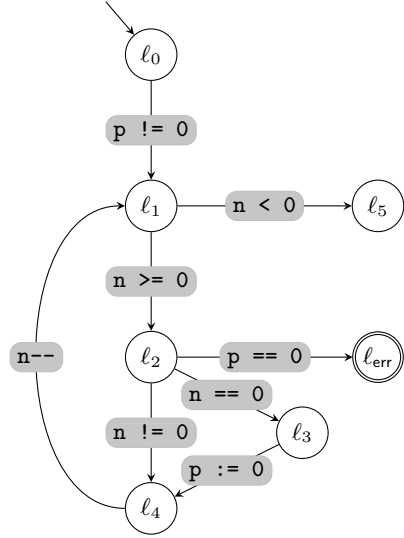 ℓ0
p != 0
ℓ1
n < 0
ℓ5
n >= 0
ℓ2
p == 0
ℓerr
n--
n == 0
n != 0
ℓ3
p := 0
ℓ4